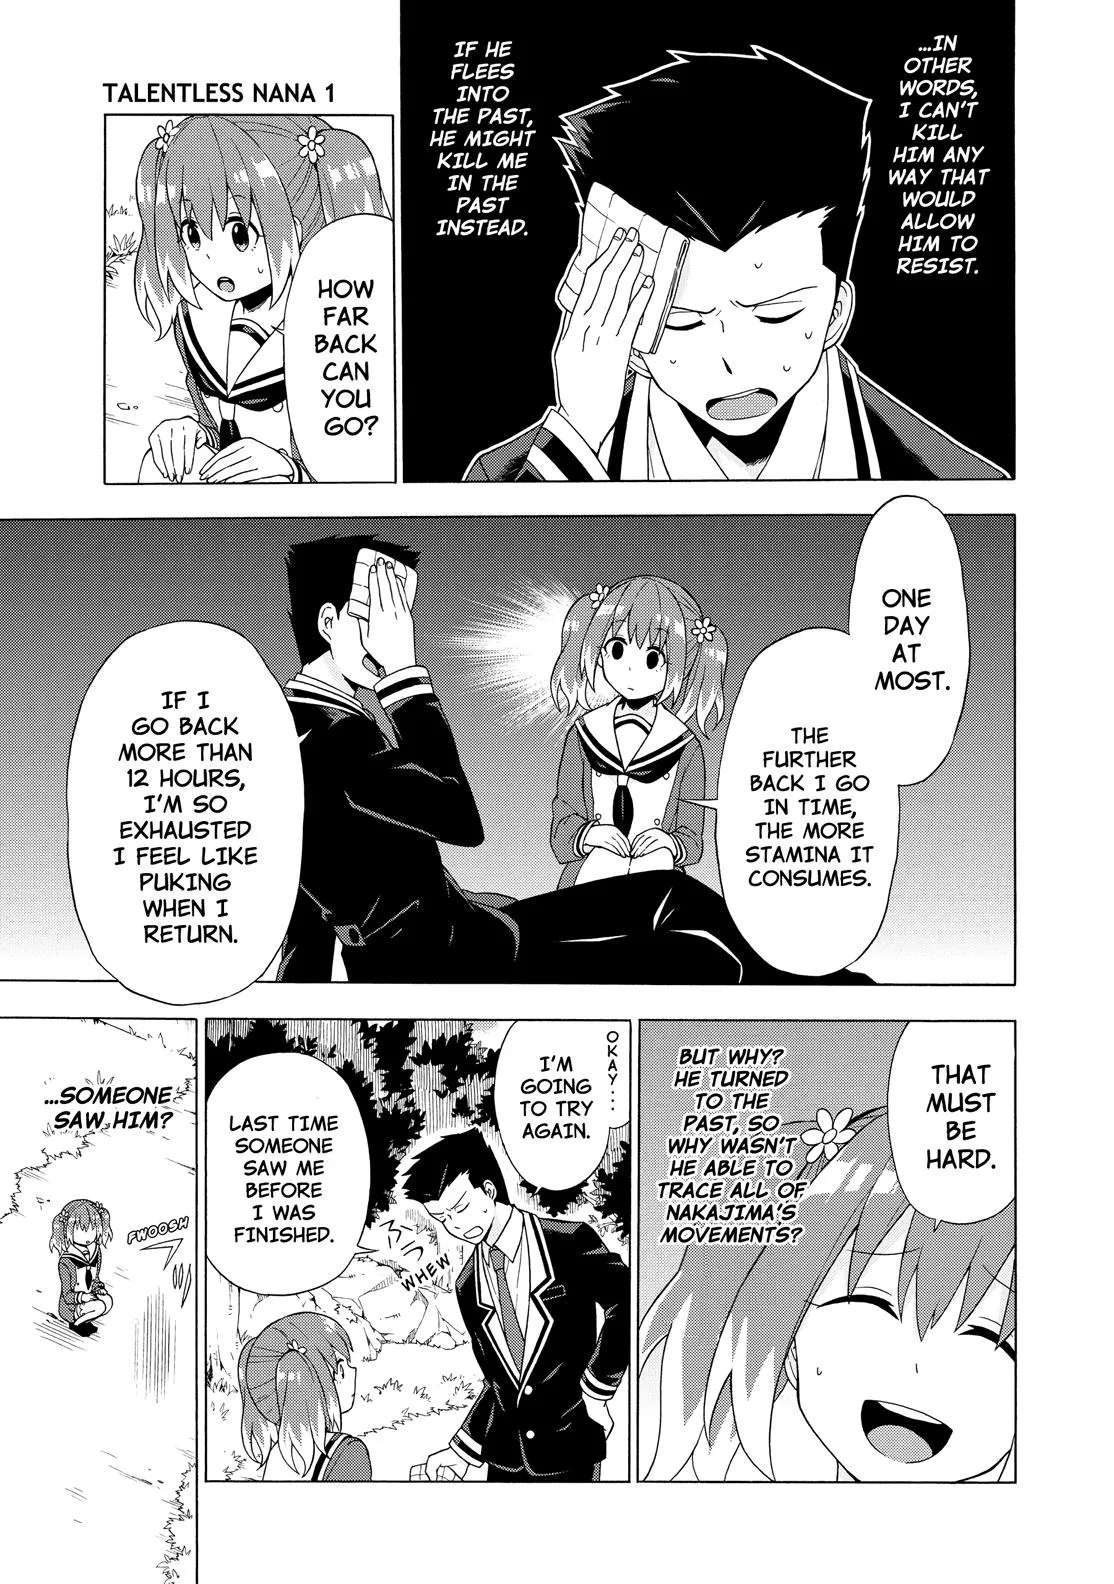 TALENTLESS NANA 1
...IN
OTHER
WORDS,
I CAN'T
KILL
HIM ANY
WAY THAT
WOULD
ALLOW
HIM TO
RESIST.
IF HE
FLEES
INTO
THE PAST,
HE MIGHT
KILL ME
IN THE
PAST
INSTEAD.
HOW
FAR
BACK
CAN
YOU
GO?
ONE
DAY
AT
MOST.
THE
FURTHER
BACK I GO
IN TIME,
THE MORE
STAMINA IT
CONSUMES.
IF I
GO BACK
MORE THAN
12 HOURS,
I'M SO
EXHAUSTED
I FEEL LIKE
PUKING
WHEN I
RETURN.
THAT
MUST
BE
HARD.
BUT WHY?
HE TURNED
TO THE
PAST, SO
WHY WASN'T
HE ABLE TO
TRACE ALL OF
NAKAJIMA'S
MOVEMENTS?
OKAY...
I'M
GOING
TO TRY
AGAIN.
ふぅっ
WHEW
LAST TIME
SOMEONE
SAW ME
BEFORE
I WAS
FINISHED.
...SOMEONE
SAW HIM?
FWOOSH